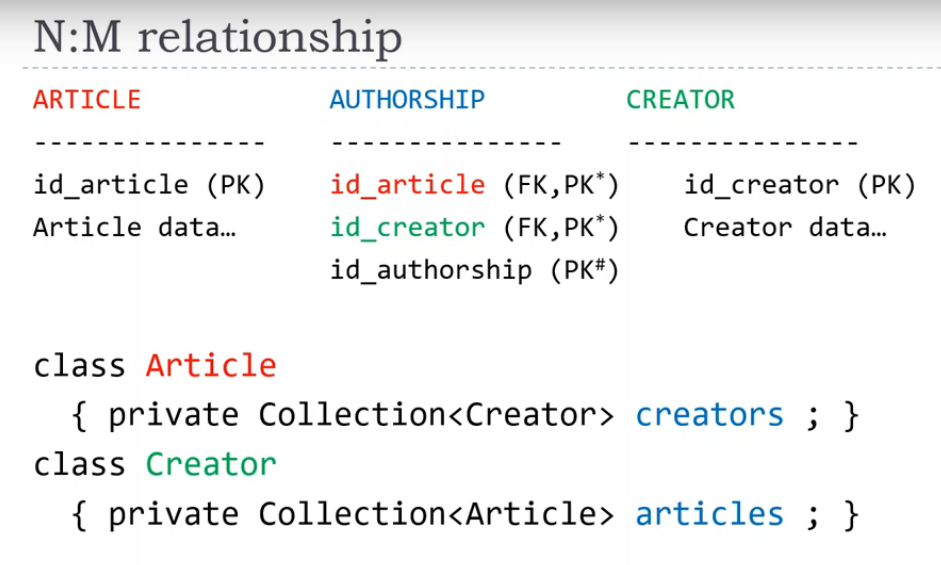 N:M relationship
ARTICLE AUTHORSHIP CREATOR
--------------- --------------- ---------------
id_article (PK) id_article (FK,PK*) id_creator (PK)
Article data… id_creator (FK,PK*) Creator data…
id_authorship (PK#)
class Article
{ private Collection<Creator> creators ; }
class Creator
{ private Collection<Article> articles ; }